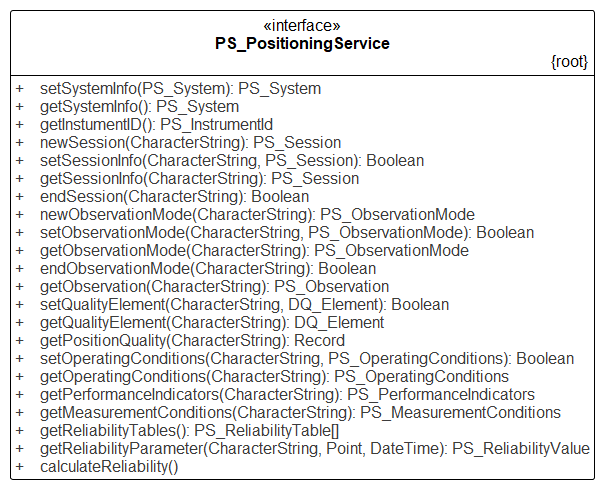 «interface»
PS_PositioningService
{root}
+ setSystemInfo(PS_System): PS_System
+ getSystemInfo(): PS_System
+ getInstumentID(): PS_InstrumentId
+ newSession(CharacterString): PS_Session
+ setSessionInfo(CharacterString, PS_Session): Boolean
+ getSessionInfo(CharacterString): PS_Session
+ endSession(CharacterString): Boolean
+ newObservationMode(CharacterString): PS_ObservationMode
+ setObservationMode(CharacterString, PS_ObservationMode): Boolean
+ getObservationMode(CharacterString): PS_ObservationMode
+ endObservationMode(CharacterString): Boolean
+ getObservation(CharacterString): PS_Observation
+ setQualityElement(CharacterString, DQ_Element): Boolean
+ getQualityElement(CharacterString): DQ_Element
+ getPositionQuality(CharacterString): Record
+ setOperatingConditions(CharacterString, PS_OperatingConditions): Boolean
+ getOperatingConditions(CharacterString): PS_OperatingConditions
+ getPerformanceIndicators(CharacterString): PS_PerformanceIndicators
+ getMeasurementConditions(CharacterString): PS_MeasurementConditions
+ getReliabilityTables(): PS_ReliabilityTable[]
+ getReliabilityParameter(CharacterString, Point, DateTime): PS_ReliabilityValue
+ calculateReliability()